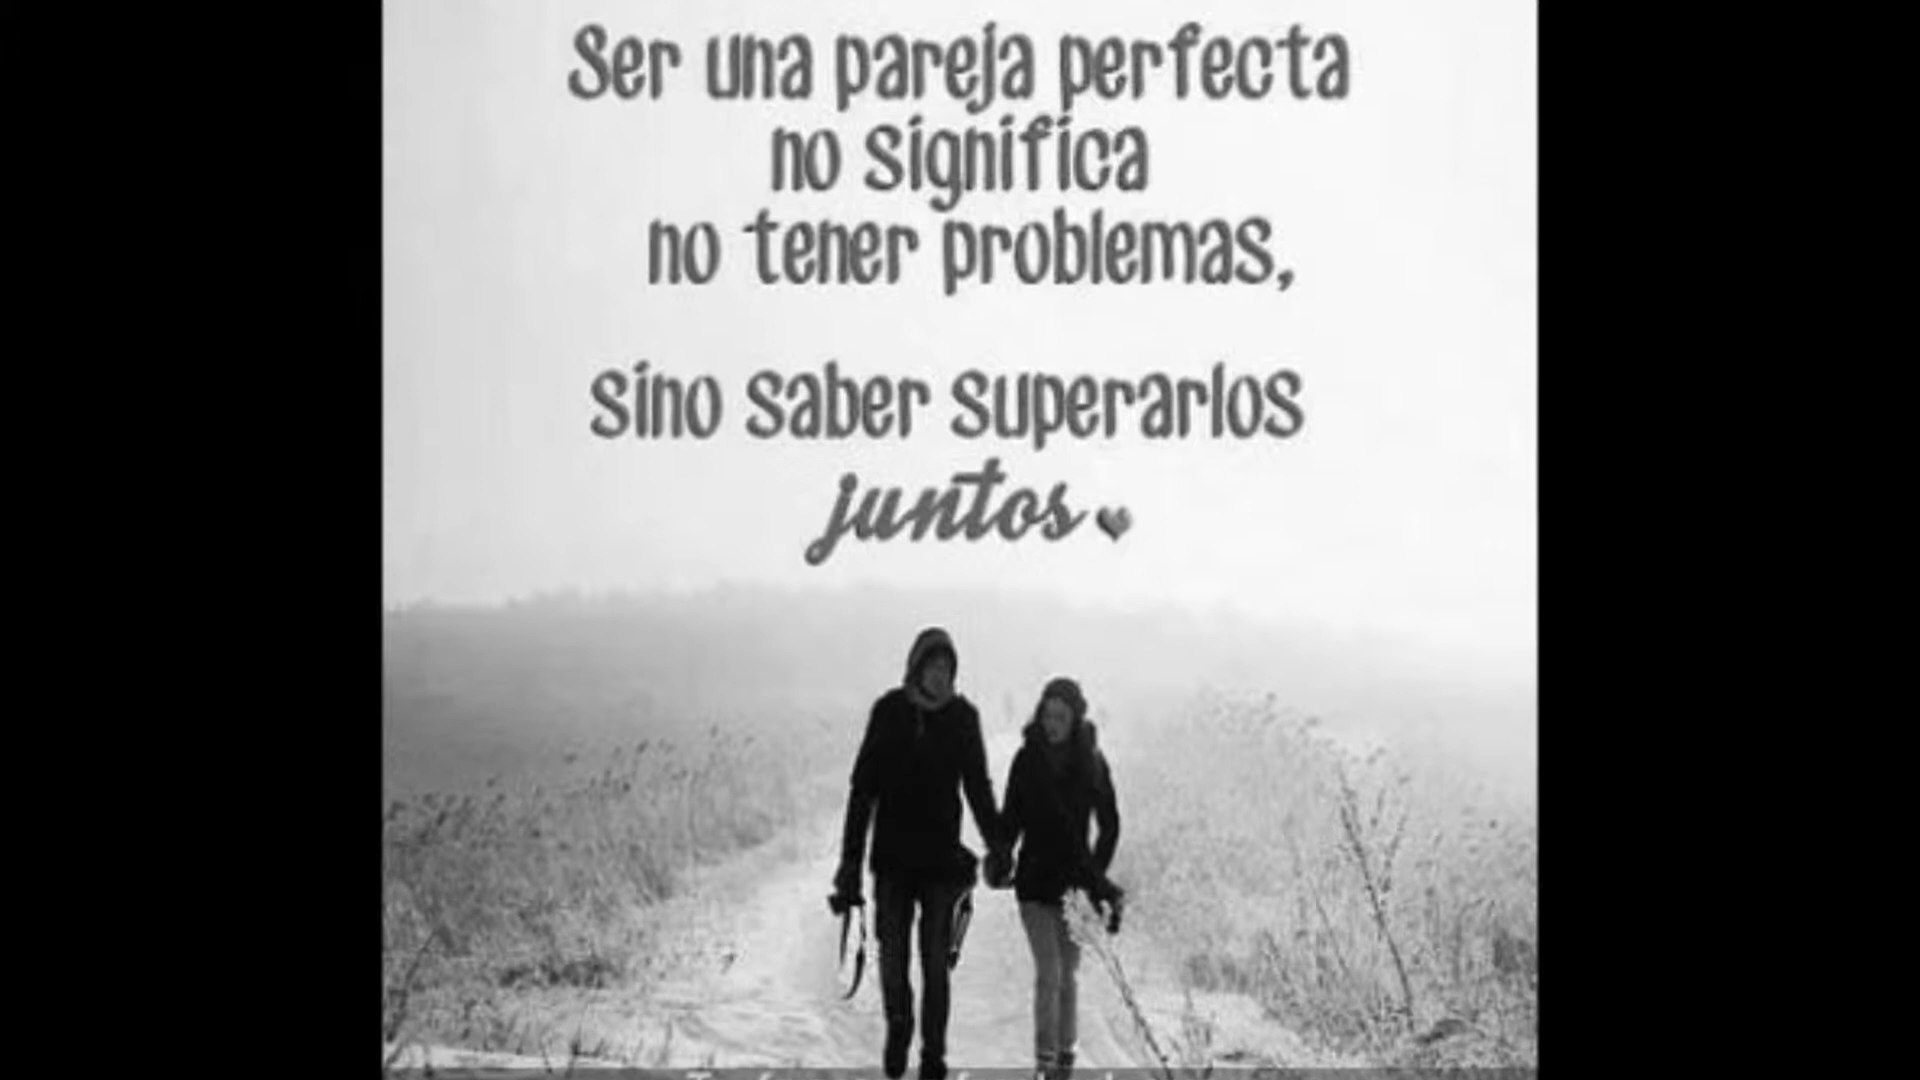 Ser una pareja perfecta
no significa
no tener problemas,
sino saber superarlos
juntos